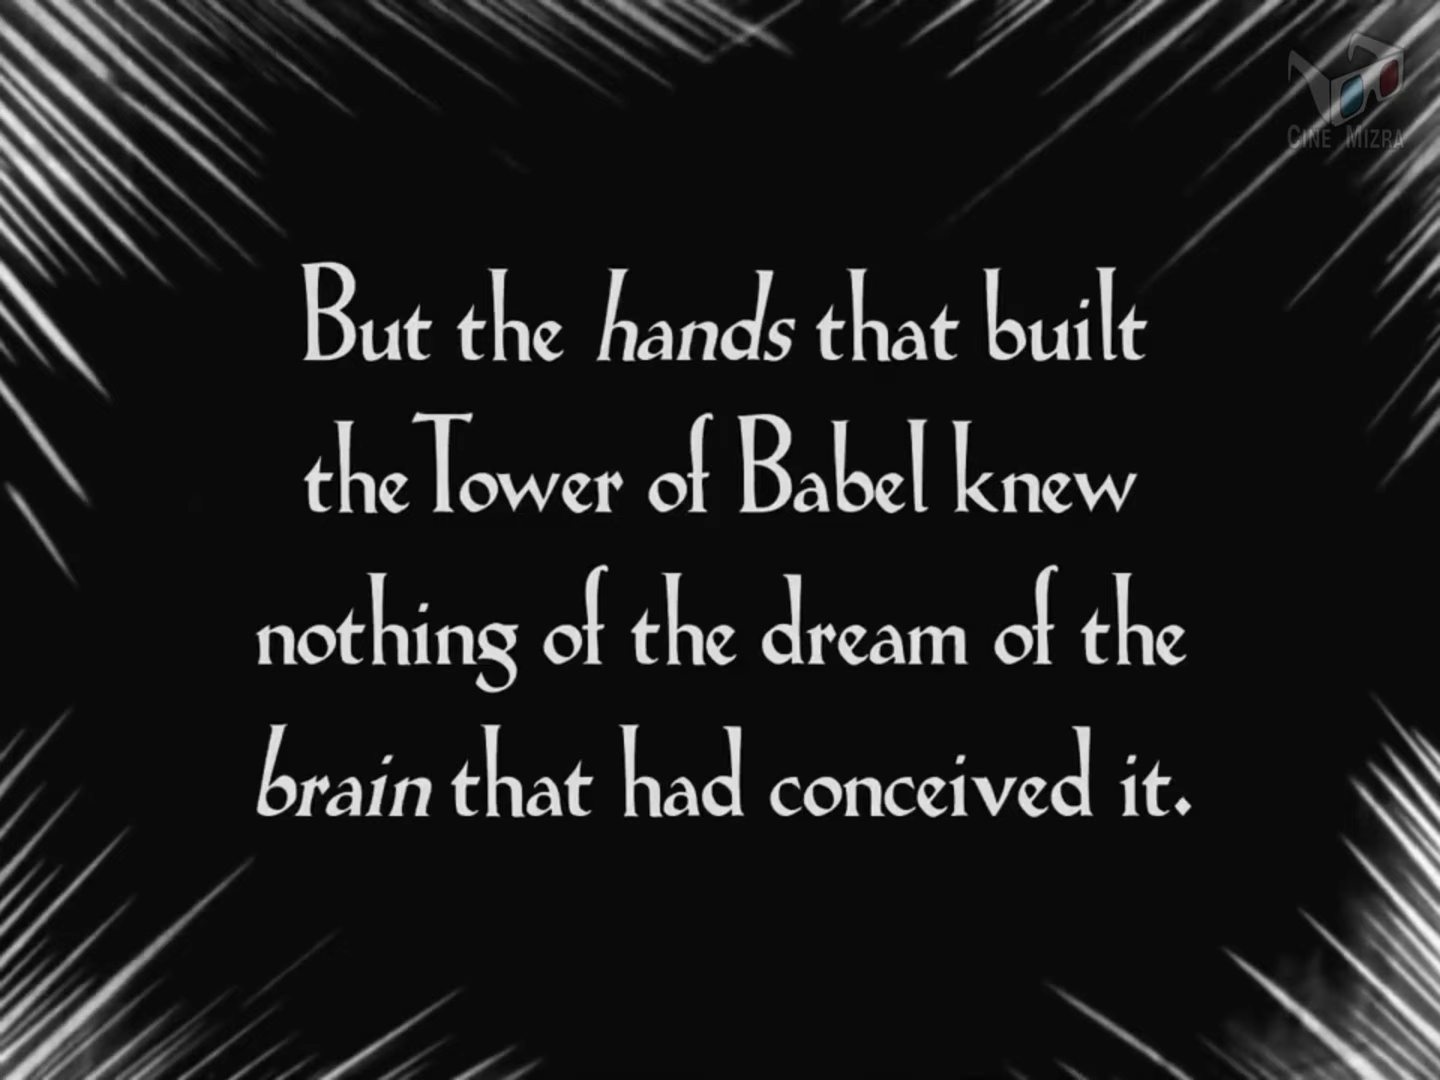 CINE MIZRA
But the hands that built
the Tower of Babel knew
nothing of the dream of the
brain that had conceived it.